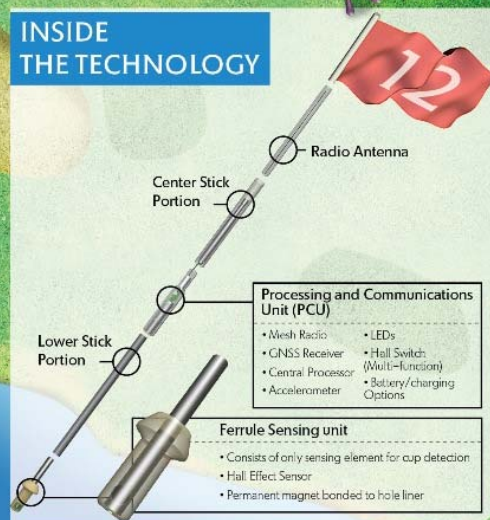 INSIDE
THE TECHNOLOGY
12
Radio Antenna
Center Stick
Portion
Processing and Communications
Unit (PCU)
• Mesh Radio
• GNSS Receiver
• Central Processor
• Accelerometer
• LEDs
• Hall Switch
(Multi-function)
• Battery/charging
Options
Lower Stick
Portion
Ferrule Sensing unit
• Consists of only sensing element for cup detection
• Hall Effect Sensor
• Permanent magnet bonded to hole liner